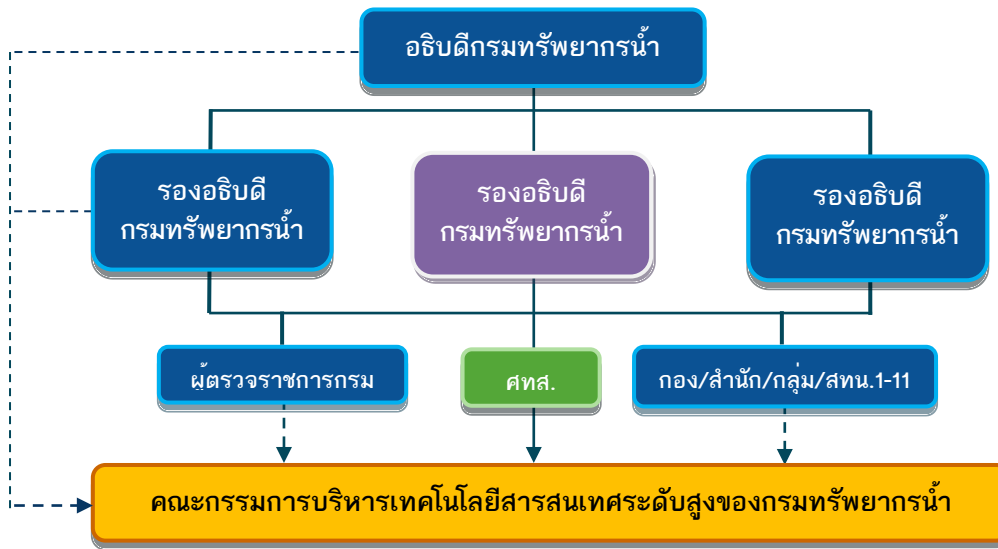 อธิบดีกรมทรัพยากรน้ำ
รองอธิบดี
กรมทรัพยากรน้ำ
รองอธิบดี
กรมทรัพยากรน้ำ
รองอธิบดี
กรมทรัพยากรน้ำ
ผู้ตรวจราชการกรม
ศทส.
กอง/สำนัก/กลุ่ม/สทน.1-11
คณะกรรมการบริหารเทคโนโลยีสารสนเทศระดับสูงของกรมทรัพยากรน้ำ